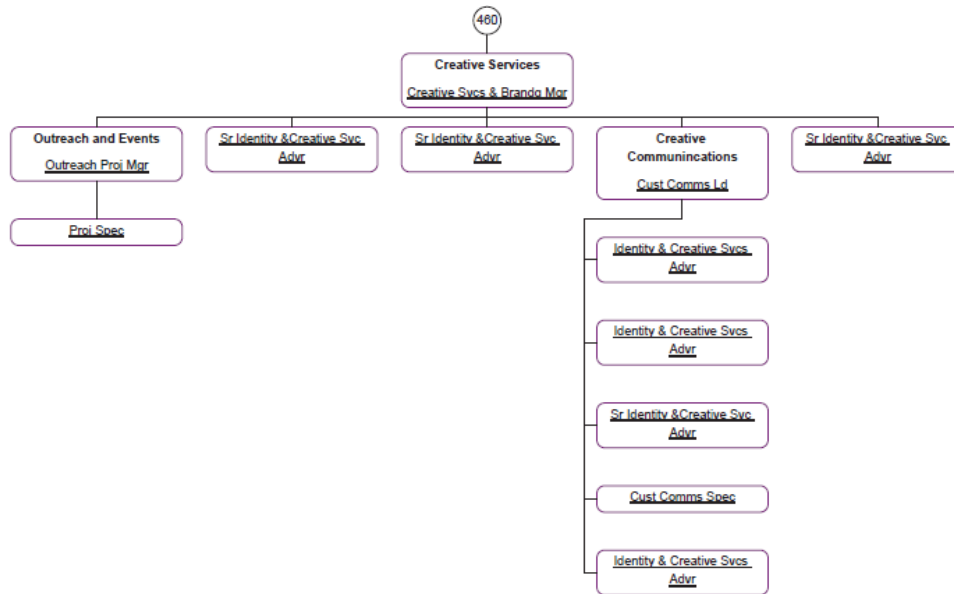 460
Creative Services
Creative Svcs & Brandg Mgr
Outreach and Events
Outreach Proj Mgr
Sr Identity &Creative Svc
Advr
Sr Identity &Creative Svc
Advr
Creative
Communincations
Cust Comms Ld
Sr Identity &Creative Svc
Advr
Proj Spec
Identity & Creative Svcs
Advr
Identity & Creative Svcs
Advr
Sr Identity &Creative Svc
Advr
Cust Comms Spec
Identity & Creative Svcs
Advr